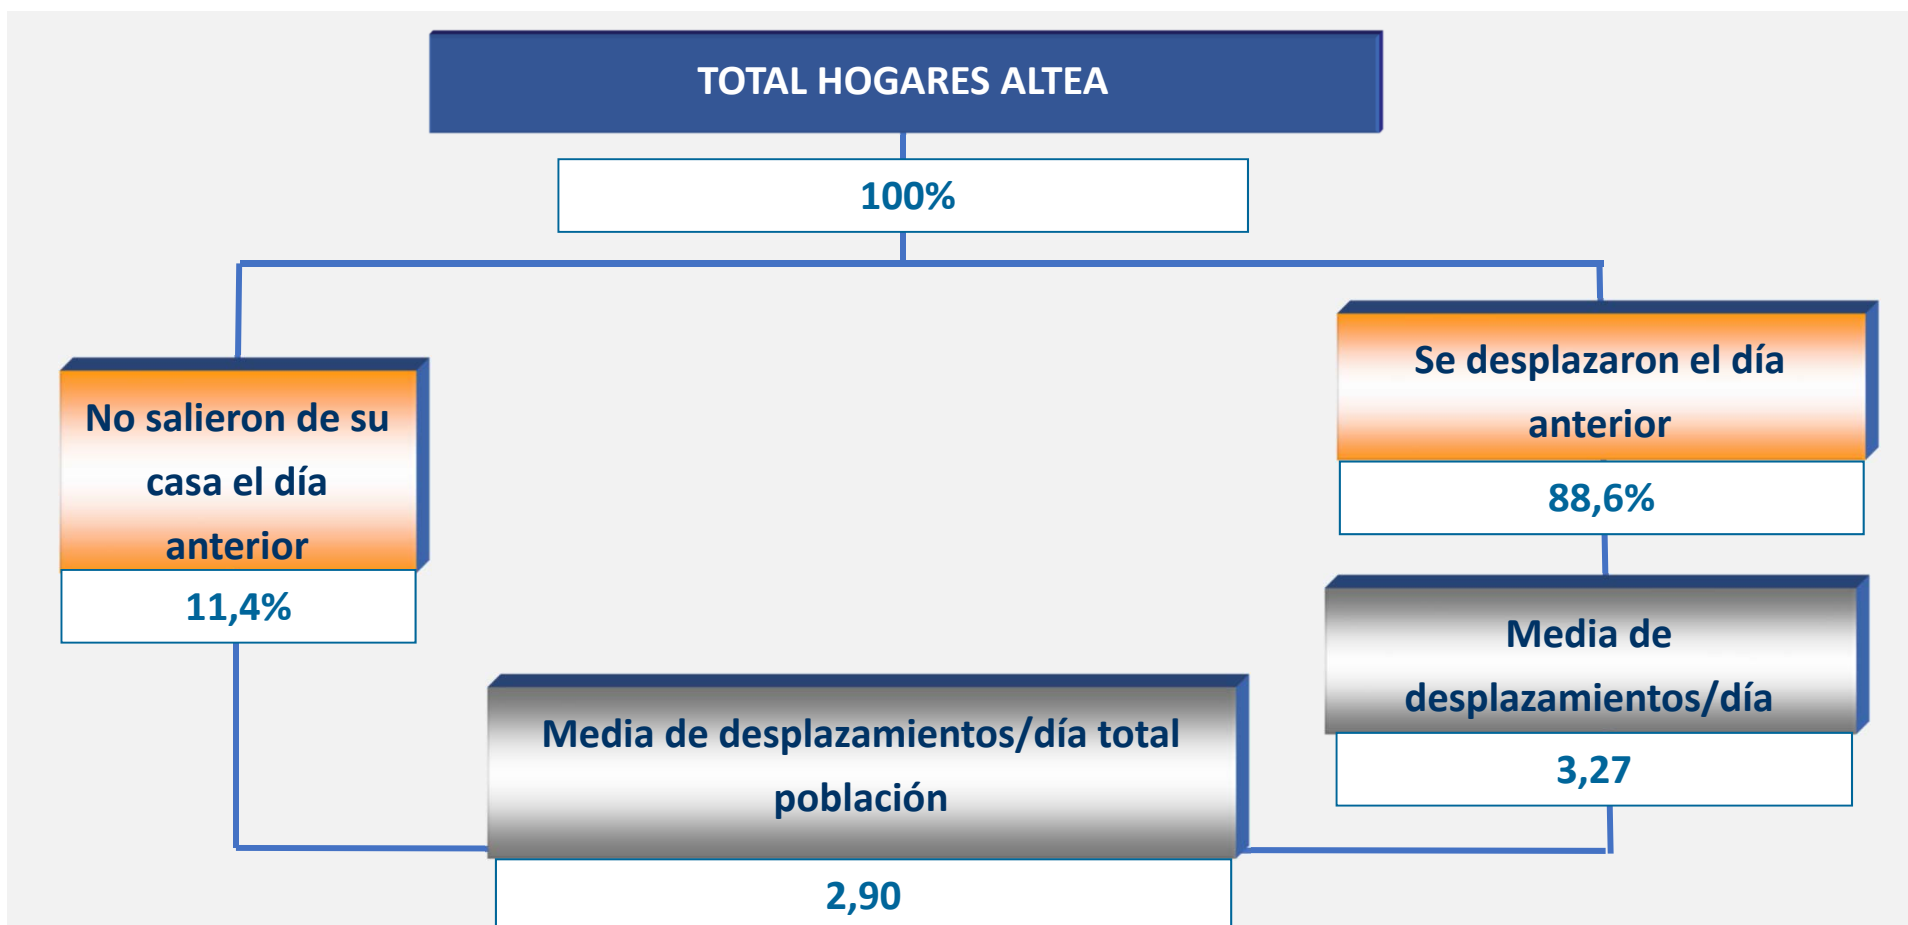 TOTAL HOGARES ALTEA
100%
No salieron de su
casa el día
anterior
11,4%
Se desplazaron el día
anterior
88,6%
Media de
desplazamientos/día
3,27
Media de desplazamientos/día total
población
2,90